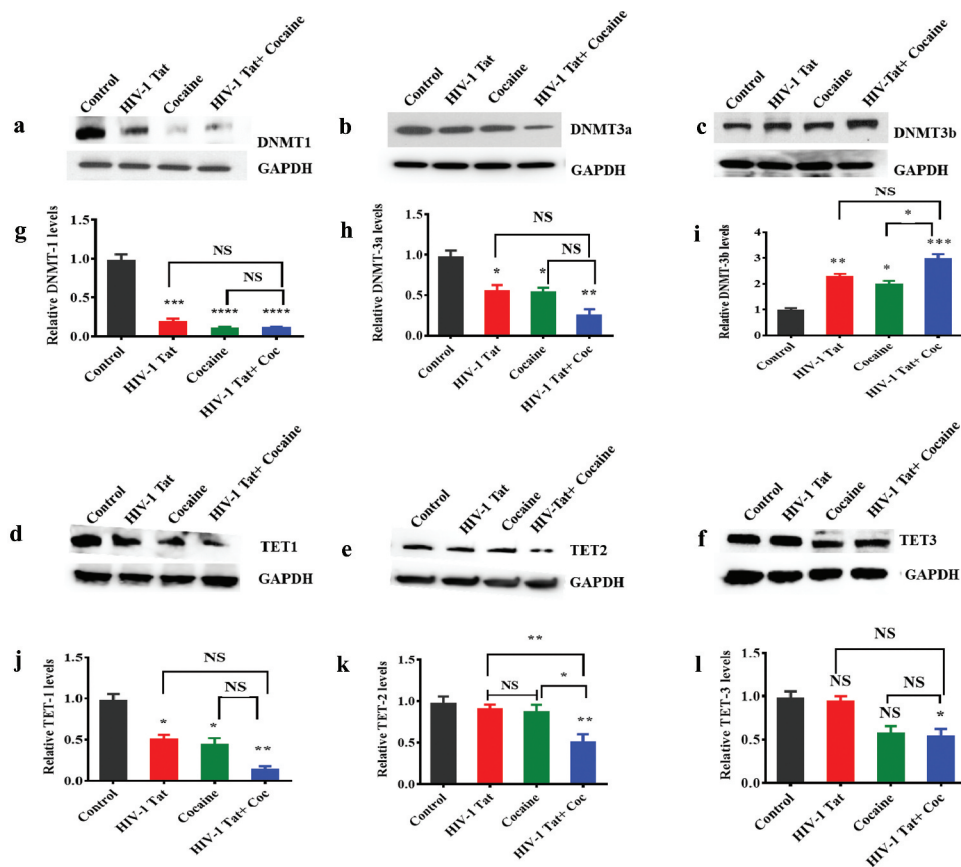 Control HIV-1 Tat Cocaine HIV-1 Tat+ Cocaine
a
DNMT1
GAPDH
Control HIV-1 Tat Cocaine HIV-1 Tat+ Cocaine
b
DNMT3a
GAPDH
Control HIV-1 Tat Cocaine HIV-Tat+ Cocaine
c
DNMT3b
GAPDH
g
Relative DNMT-1 levels
1.5
1.0
0.5
0.0
NS
NS
*** **** ****
Control HIV-1 Tat Cocaine HIV-1 Tat+ Coc
h
Relative DNMT-3a levels
1.5
1.0
0.5
0.0
NS
NS
* * **
Control HIV-1 Tat Cocaine HIV-1 Tat+ Coc
i
Relative DNMT-3b levels
4
3
2
1
0
NS
*
** * ***
Control HIV-1 Tat Cocaine HIV-1 Tat+ Coc
Control HIV-1 Tat Cocaine HIV-1 Tat+ Cocaine
d
TET1
GAPDH
Control HIV-1 Tat Cocaine HIV-Tat+ Cocaine
e
TET2
GAPDH
Control HIV-1 Tat Cocaine HIV-1 Tat+ Cocaine
f
TET3
GAPDH
j
Relative TET-1 levels
1.5
1.0
0.5
0.0
NS
NS
* * **
Control HIV-1 Tat Cocaine HIV-1 Tat+ Coc
k
Relative TET-2 levels
1.5
1.0
0.5
0.0
**
NS *
**
Control HIV-1 Tat Cocaine HIV-1 Tat+ Coc
l
Relative TET-3 levels
1.5
1.0
0.5
0.0
NS
NS NS
NS *
Control HIV-1 Tat Cocaine HIV-1 Tat+ Coc